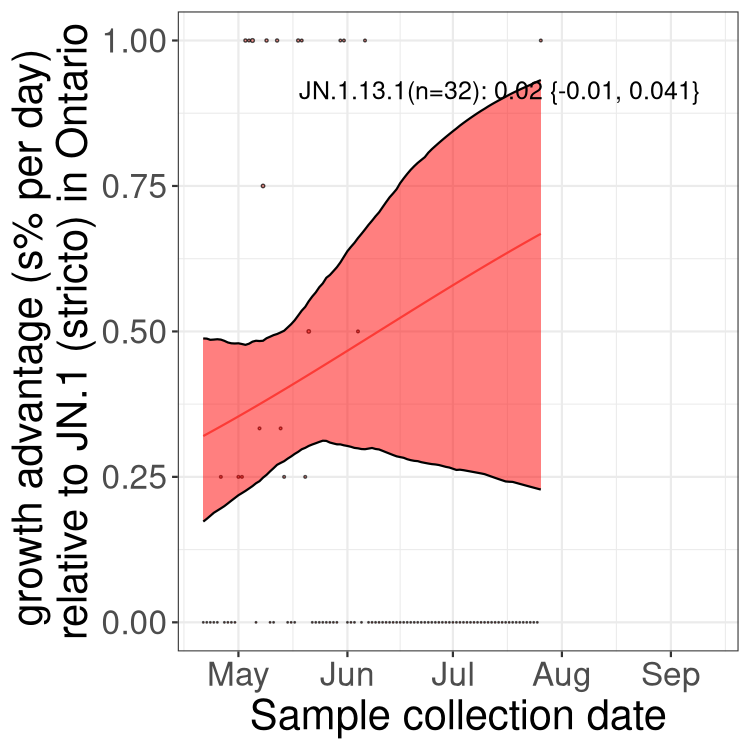 growth advantage (s% per day)
relative to JN.1 (stricto) in Ontario
1.00
0.75
0.50
0.25
0.00
JN.1.13.1(n=32): 0.02 {-0.01, 0.041}
May Jun Jul Aug Sep
Sample collection date